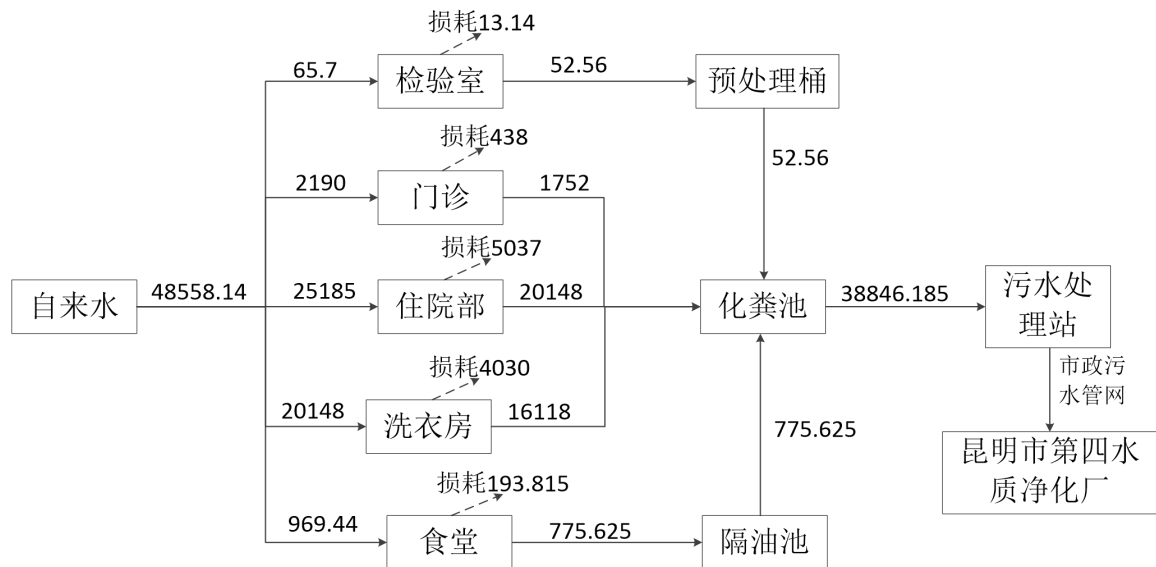 损耗13.14
65.7
检验室
52.56
预处理桶
损耗438
52.56
2190
门诊
1752
损耗5037
自来水
48558.14
25185
住院部
20148
化粪池
38846.185
污水处
理站
损耗4030
市政污
水管网
20148
洗衣房
16118
775.625
昆明市第四水
质净化厂
损耗193.815
969.44
食堂
775.625
隔油池